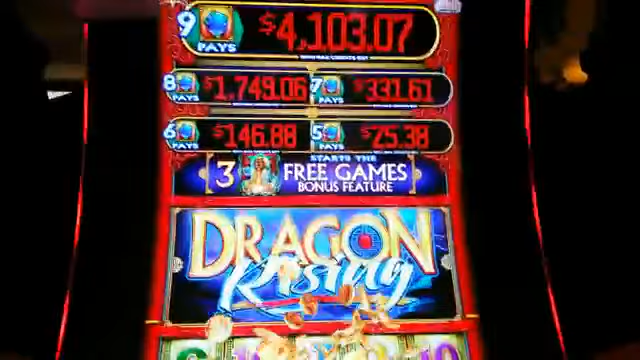 9 PAYS $4,103.07
8 PAYS $1,749.06 7 PAYS $331.61
6 PAYS $146.88 5 PAYS $75.38
3 STARTS THE
FREE GAMES
BONUS FEATURE
DRAGON
Rising